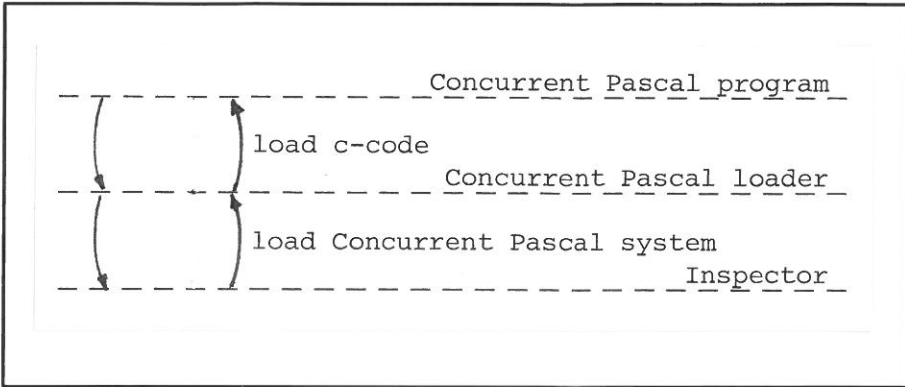 Concurrent Pascal program
load c-code
Concurrent Pascal loader
load Concurrent Pascal system
Inspector